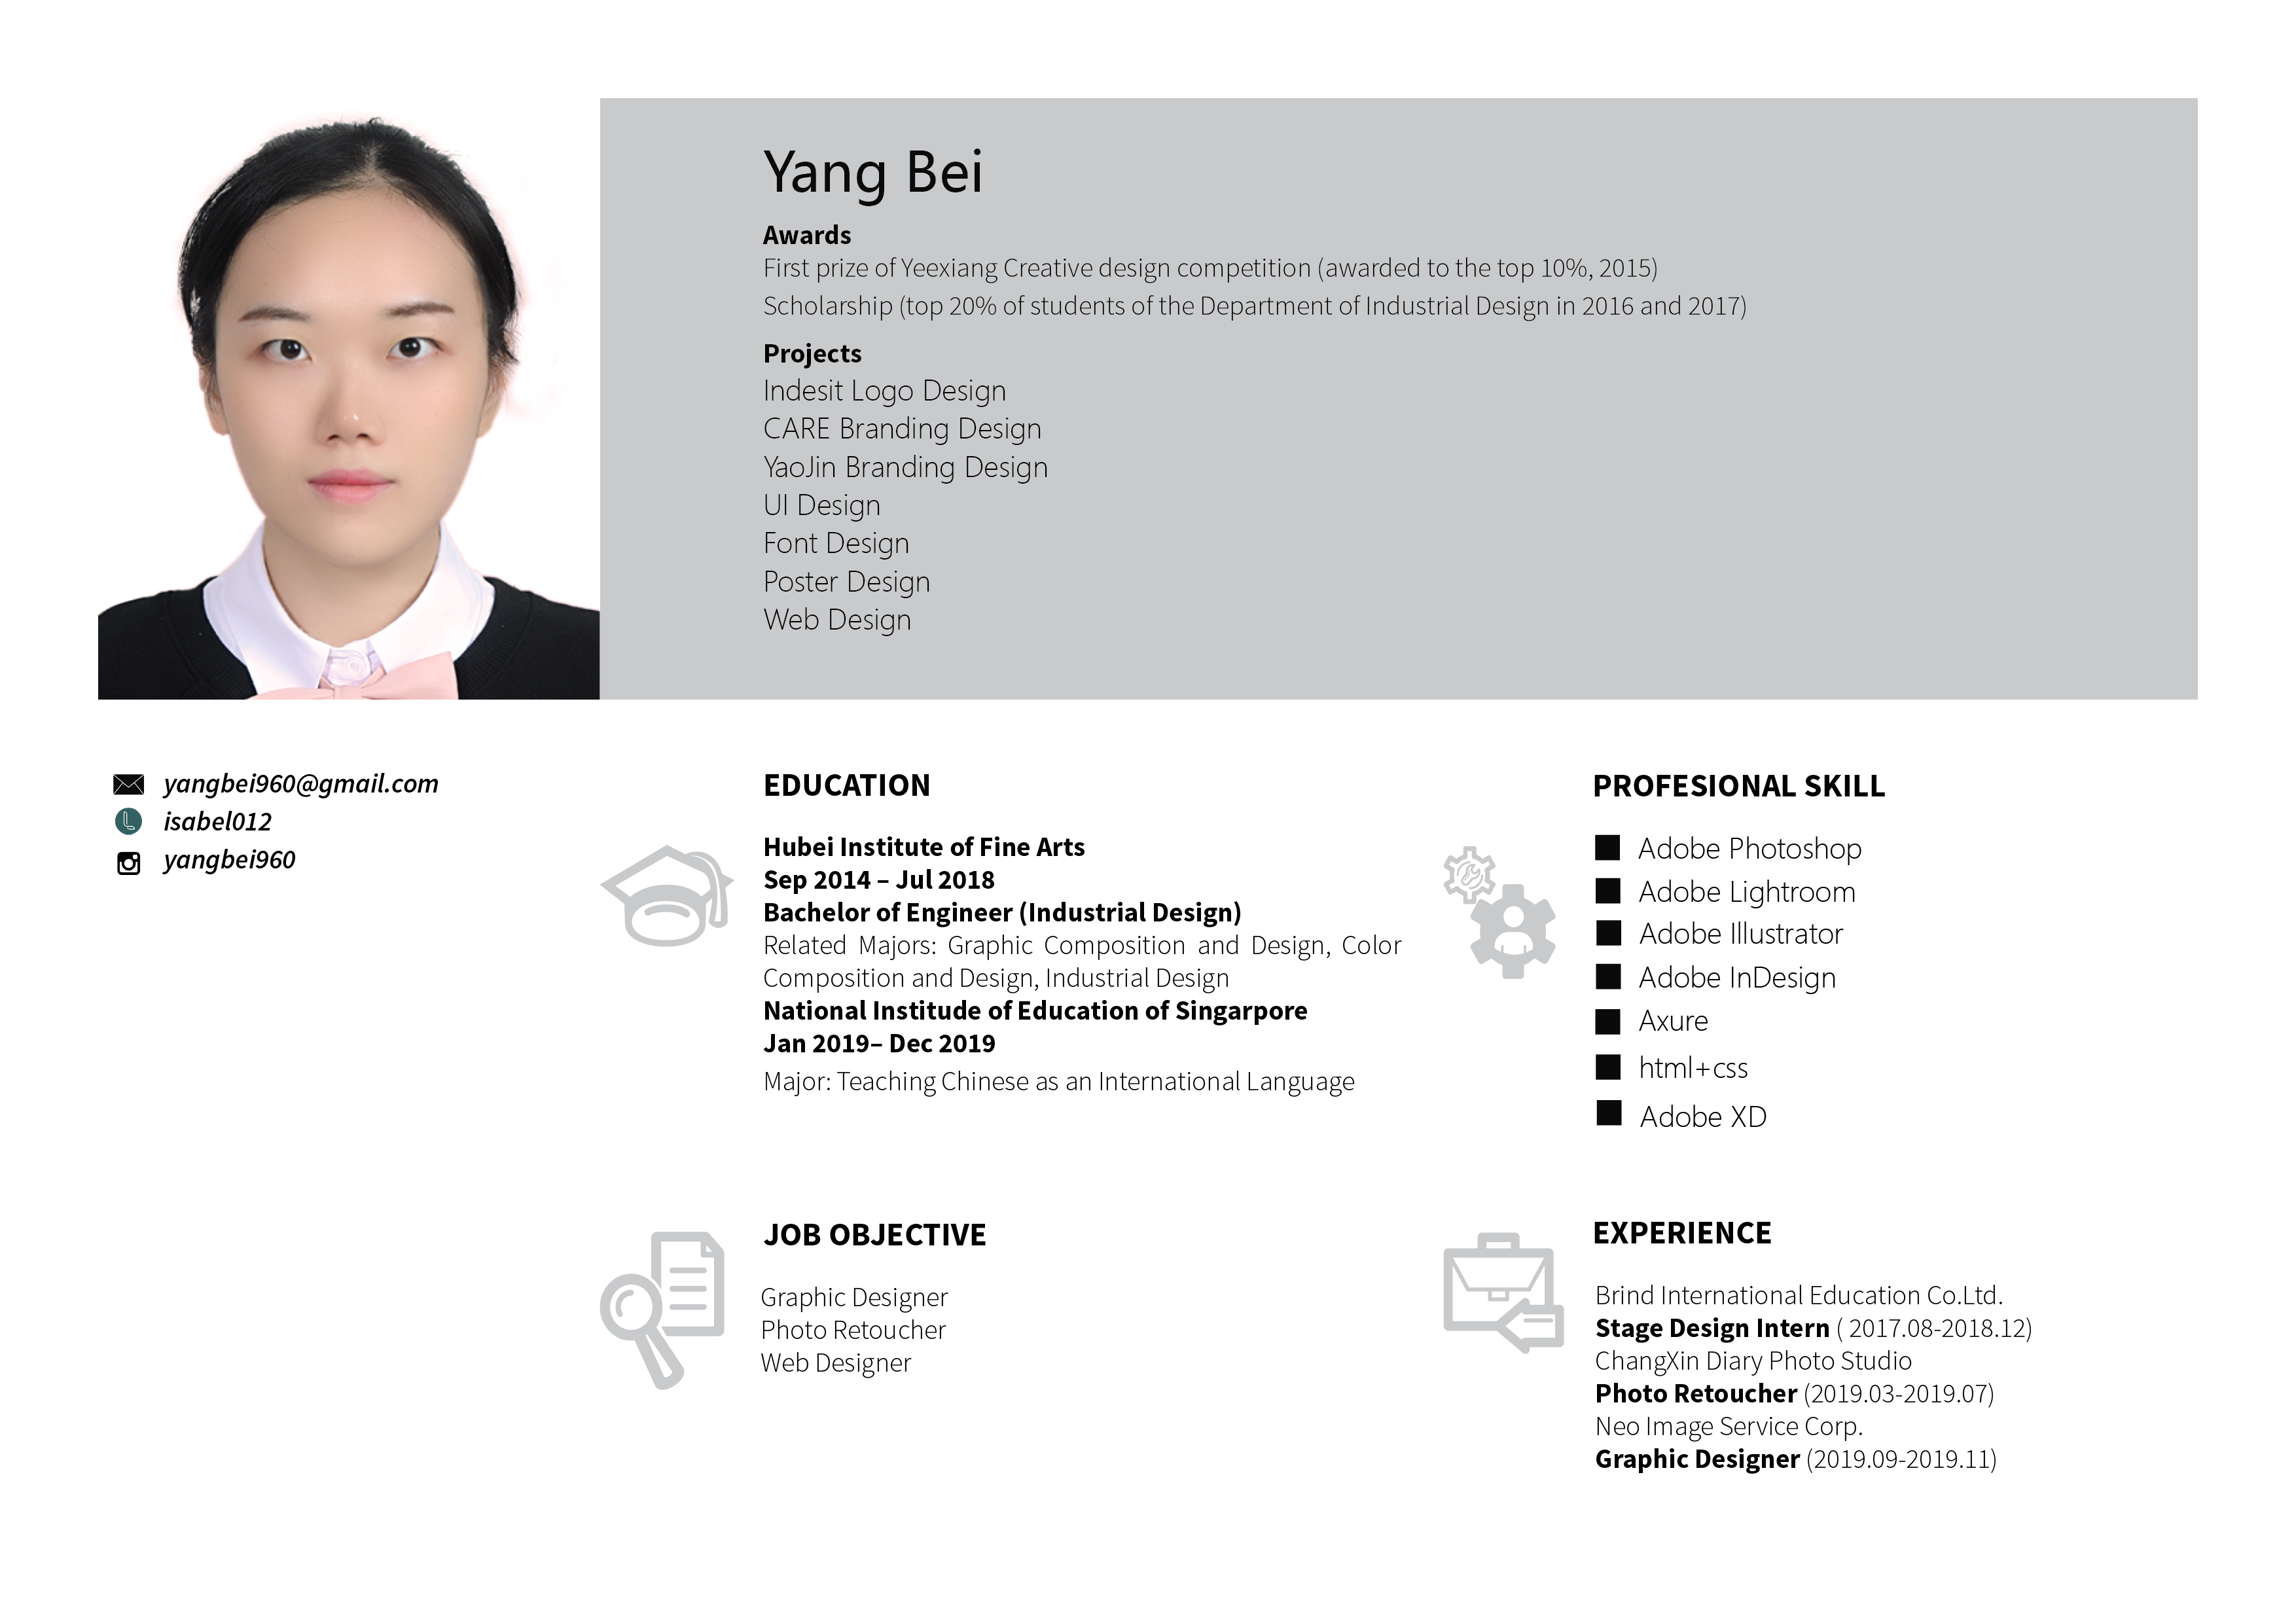 Yang Bei
Awards
First prize of Yeexiang Creative design competition (awarded to the top 10%, 2015)
Scholarship (top 20% of students of the Department of Industrial Design in 2016 and 2017)
Projects
Indesit Logo Design
CARE Branding Design
YaoJin Branding Design
UI Design
Font Design
Poster Design
Web Design
yangbei960@gmail.com
isabel012
yangbei960
EDUCATION
Hubei Institute of Fine Arts
Sep 2014 – Jul 2018
Bachelor of Engineer (Industrial Design)
Related Majors: Graphic Composition and Design, Color
Composition and Design, Industrial Design
National Institude of Education of Singarpore
Jan 2019– Dec 2019
Major: Teaching Chinese as an International Language
PROFESIONAL SKILL
Adobe Photoshop
Adobe Lightroom
Adobe Illustrator
Adobe InDesign
Axure
html+css
Adobe XD
JOB OBJECTIVE
Graphic Designer
Photo Retoucher
Web Designer
EXPERIENCE
Brind International Education Co.Ltd.
Stage Design Intern ( 2017.08-2018.12)
ChangXin Diary Photo Studio
Photo Retoucher (2019.03-2019.07)
Neo Image Service Corp.
Graphic Designer (2019.09-2019.11)